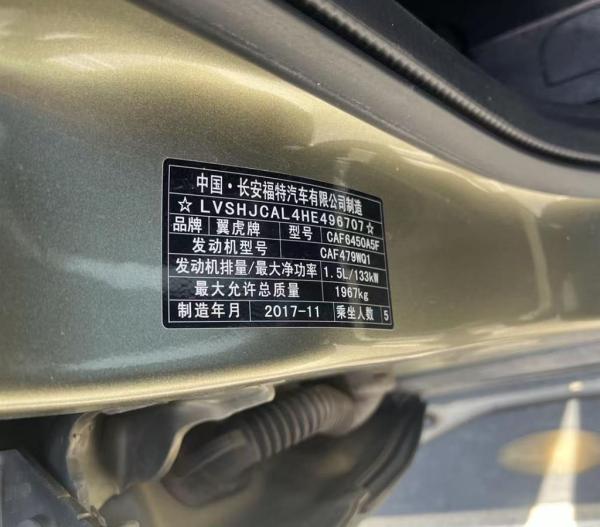 中国·长安福特汽车有限公司制造
☆LVSHJCAL4HE496707☆
品牌 翼虎牌 型号 CAF6450A5F
发动机型号 CAF479WQ1
发动机排量/最大净功率 1.5L/133kW
最大允许总质量 1967kg
制造年月 2017-11 乘坐人数 5